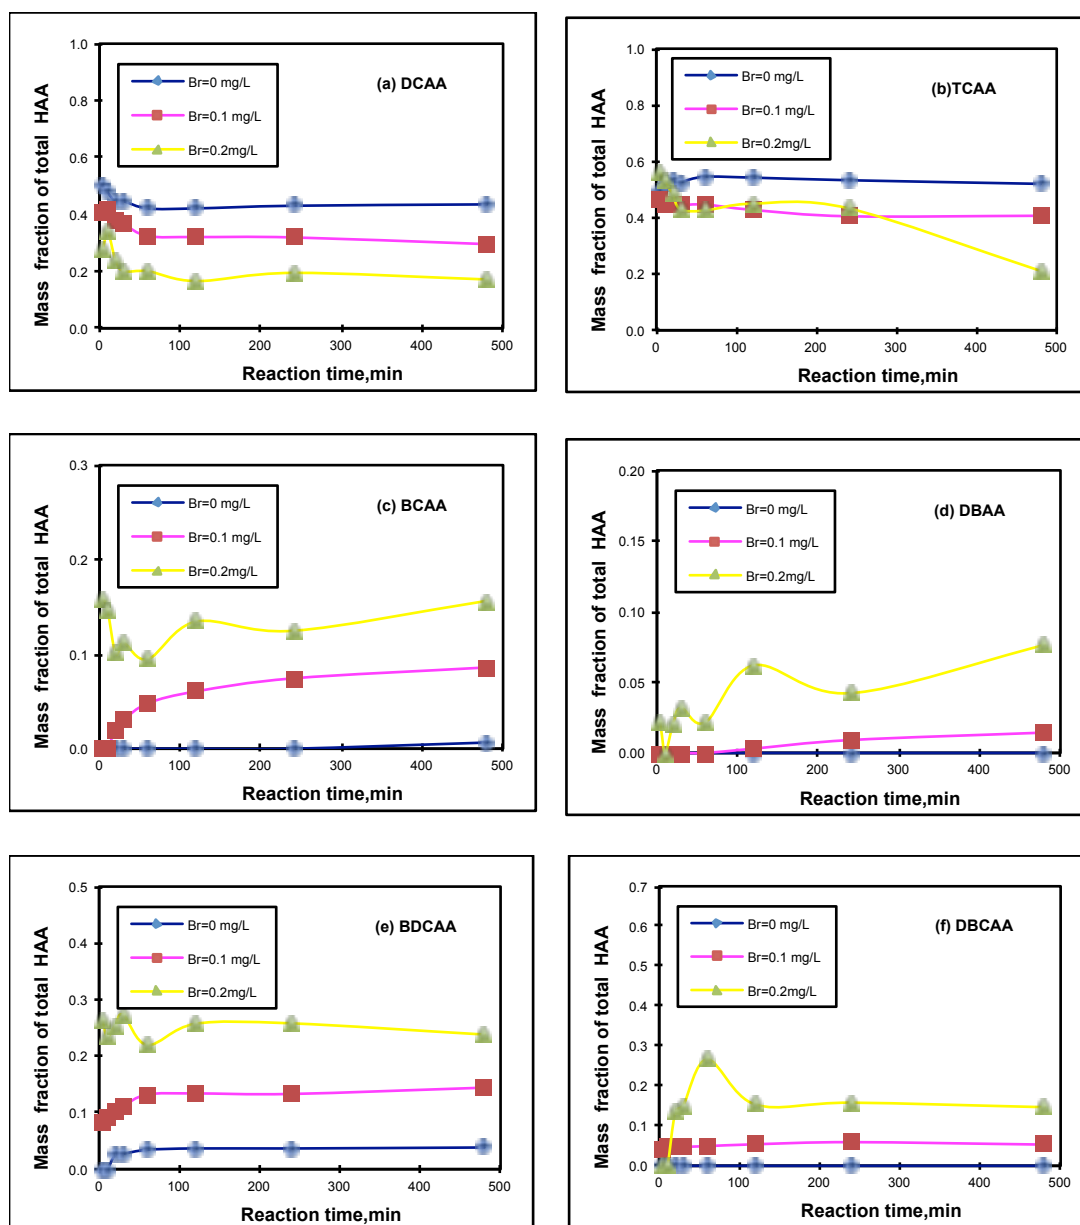 (a) DCAA
Br=0 mg/L
Br=0.1 mg/L
Br=0.2mg/L
Mass fraction of total HAA
1.0
0.8
0.6
0.4
0.2
0.0
0 100 200 300 400 500
Reaction time,min
(b)TCAA
Br=0 mg/L
Br=0.1 mg/L
Br=0.2mg/L
Mass fraction of total HAA
1.0
0.8
0.6
0.4
0.2
0.0
0 100 200 300 400 500
Reaction time,min
(c) BCAA
Br=0 mg/L
Br=0.1 mg/L
Br=0.2mg/L
Mass fraction of total HAA
0.3
0.2
0.1
0.0
0 100 200 300 400 500
Reaction time,min
(d) DBAA
Br=0 mg/L
Br=0.1 mg/L
Br=0.2mg/L
Mass fraction of total HAA
0.20
0.15
0.10
0.05
0.00
0 100 200 300 400 500
Reaction time,min
(e) BDCAA
Br=0 mg/L
Br=0.1 mg/L
Br=0.2mg/L
Mass fraction of total HAA
0.5
0.4
0.3
0.2
0.1
0.0
0 100 200 300 400 500
Reaction time,min
(f) DBCAA
Br=0 mg/L
Br=0.1 mg/L
Br=0.2mg/L
Mass fraction of total HAA
0.7
0.6
0.5
0.4
0.3
0.2
0.1
0.0
0 100 200 300 400 500
Reaction time,min